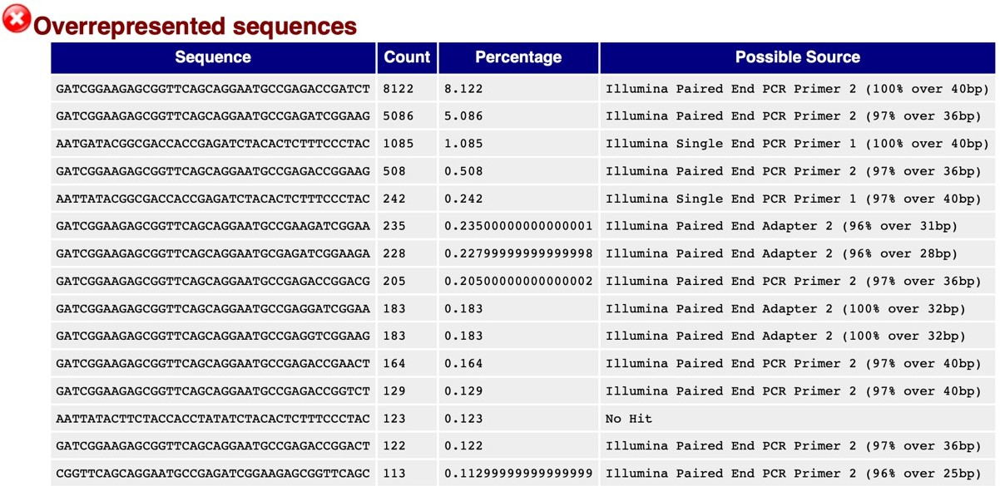 Overrepresented sequences
Sequence Count Percentage Possible Source
GATCGGAAGAGCGGTTCAGCAGGAATGCCGAGACCGATCT 8122 8.122 Illumina Paired End PCR Primer 2 (100% over 40bp)
GATCGGAAGAGCGGTTCAGCAGGAATGCCGAGATCGGAAG 5086 5.086 Illumina Paired End PCR Primer 2 (97% over 36bp)
AATGATACGGCGACCACCGAGATCTACACTCTTTCCCTAC 1085 1.085 Illumina Single End PCR Primer 1 (100% over 40bp)
GATCGGAAGAGCGGTTCAGCAGGAATGCCGAGACCGGAAG 508 0.508 Illumina Paired End PCR Primer 2 (97% over 36bp)
AATTATACGGCGACCACCGAGATCTACACTCTTTCCCTAC 242 0.242 Illumina Single End PCR Primer 1 (97% over 40bp)
GATCGGAAGAGCGGTTCAGCAGGAATGCCGAAGATCGGAA 235 0.23500000000000001 Illumina Paired End Adapter 2 (96% over 31bp)
GATCGGAAGAGCGGTTCAGCAGGAATGCGAGATCGGAAGA 228 0.22799999999999998 Illumina Paired End Adapter 2 (96% over 28bp)
GATCGGAAGAGCGGTTCAGCAGGAATGCCGAGACCGGACG 205 0.20500000000000002 Illumina Paired End PCR Primer 2 (97% over 36bp)
GATCGGAAGAGCGGTTCAGCAGGAATGCCGAGGATCGGAA 183 0.183 Illumina Paired End Adapter 2 (100% over 32bp)
GATCGGAAGAGCGGTTCAGCAGGAATGCCGAGGTCGGAAG 183 0.183 Illumina Paired End Adapter 2 (100% over 32bp)
GATCGGAAGAGCGGTTCAGCAGGAATGCCGAGACCGAACT 164 0.164 Illumina Paired End PCR Primer 2 (97% over 40bp)
GATCGGAAGAGCGGTTCAGCAGGAATGCCGAGACCGGTCT 129 0.129 Illumina Paired End PCR Primer 2 (97% over 40bp)
AATTATACTTCTACCACCTATATCTACACTCTTTCCCTAC 123 0.123 No Hit
GATCGGAAGAGCGGTTCAGCAGGAATGCCGAGACCGGACT 122 0.122 Illumina Paired End PCR Primer 2 (97% over 36bp)
CGGTTCAGCAGGAATGCCGAGATCGGAAGAGCGGTTCAGC 113 0.11299999999999999 Illumina Paired End PCR Primer 2 (96% over 25bp)